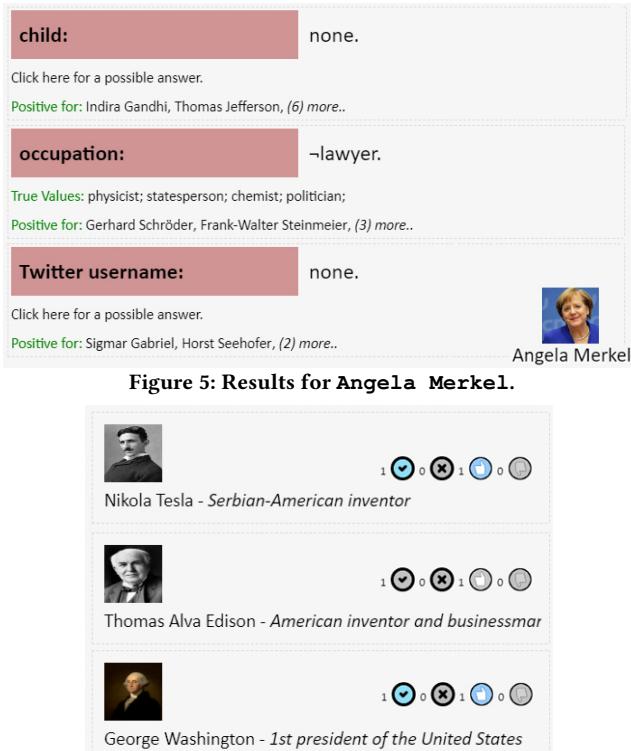 child: none.
Click here for a possible answer.
Positive for: Indira Gandhi, Thomas Jefferson, (6) more..
occupation: ¬lawyer.
True Values: physicist; statesperson; chemist; politician;
Positive for: Gerhard Schröder, Frank-Walter Steinmeier, (3) more..
Twitter username: none.
Click here for a possible answer.
Positive for: Sigmar Gabriel, Horst Seehofer, (2) more..
Angela Merkel
Figure 5: Results for Angela Merkel.
1 0 1 0
Nikola Tesla - Serbian-American inventor
1 0 1 0
Thomas Alva Edison - American inventor and businessmar
1 0 1 0
George Washington - 1st president of the United States